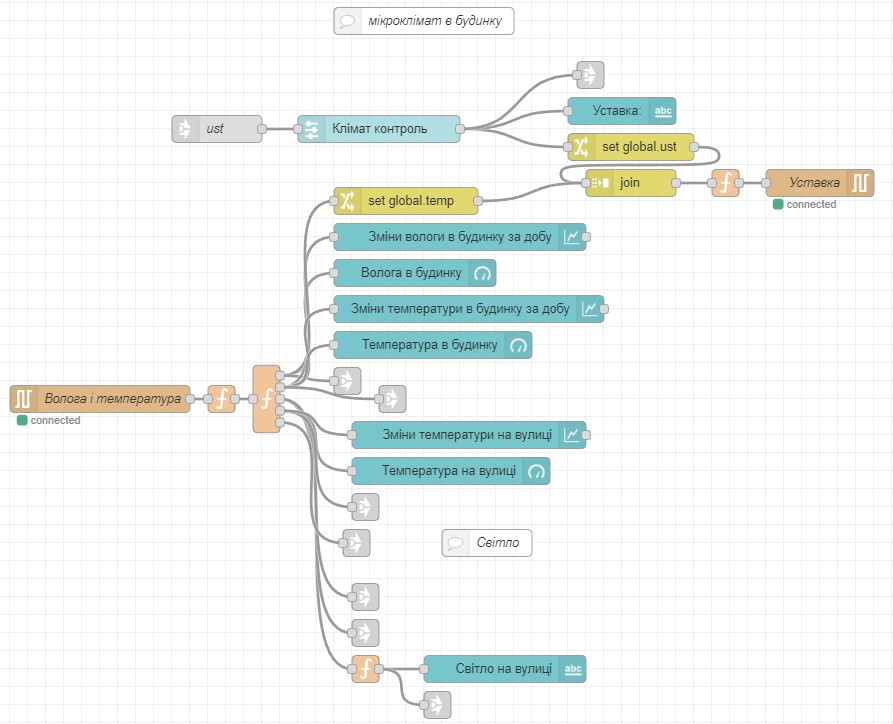 мікроклімат в будинку
Уставка: abc
ust
Клімат контроль
set global.ust
join
f
Уставка
connected
set global.temp
Зміни вологи в будинку за добу
Волога в будинку
Зміни температури в будинку за добу
Температура в будинку
Волога і температура
f
f
connected
Зміни температури на вулиці
Температура на вулиці
Світло
f
Світло на вулиці abc